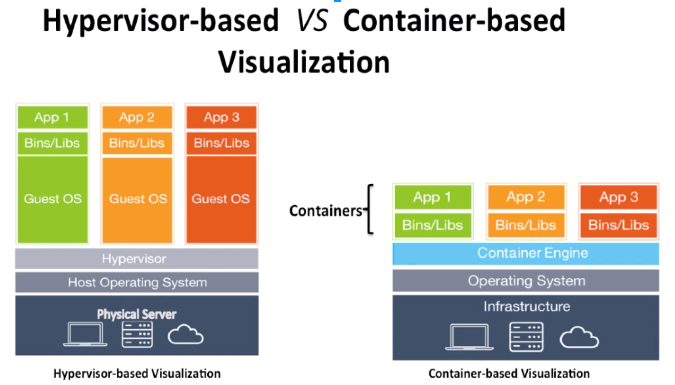 Hypervisor-based VS Container-based
Visualization
App 1
App 2
App 3
Bins/Libs
Bins/Libs
Bins/Libs
Guest OS
Guest OS
Guest OS
Hypervisor
Host Operating System
Physical Server
Hypervisor-based Visualization
Containers
App 1
App 2
App 3
Bins/Libs
Bins/Libs
Bins/Libs
Container Engine
Operating System
Infrastructure
Container-based Visualization